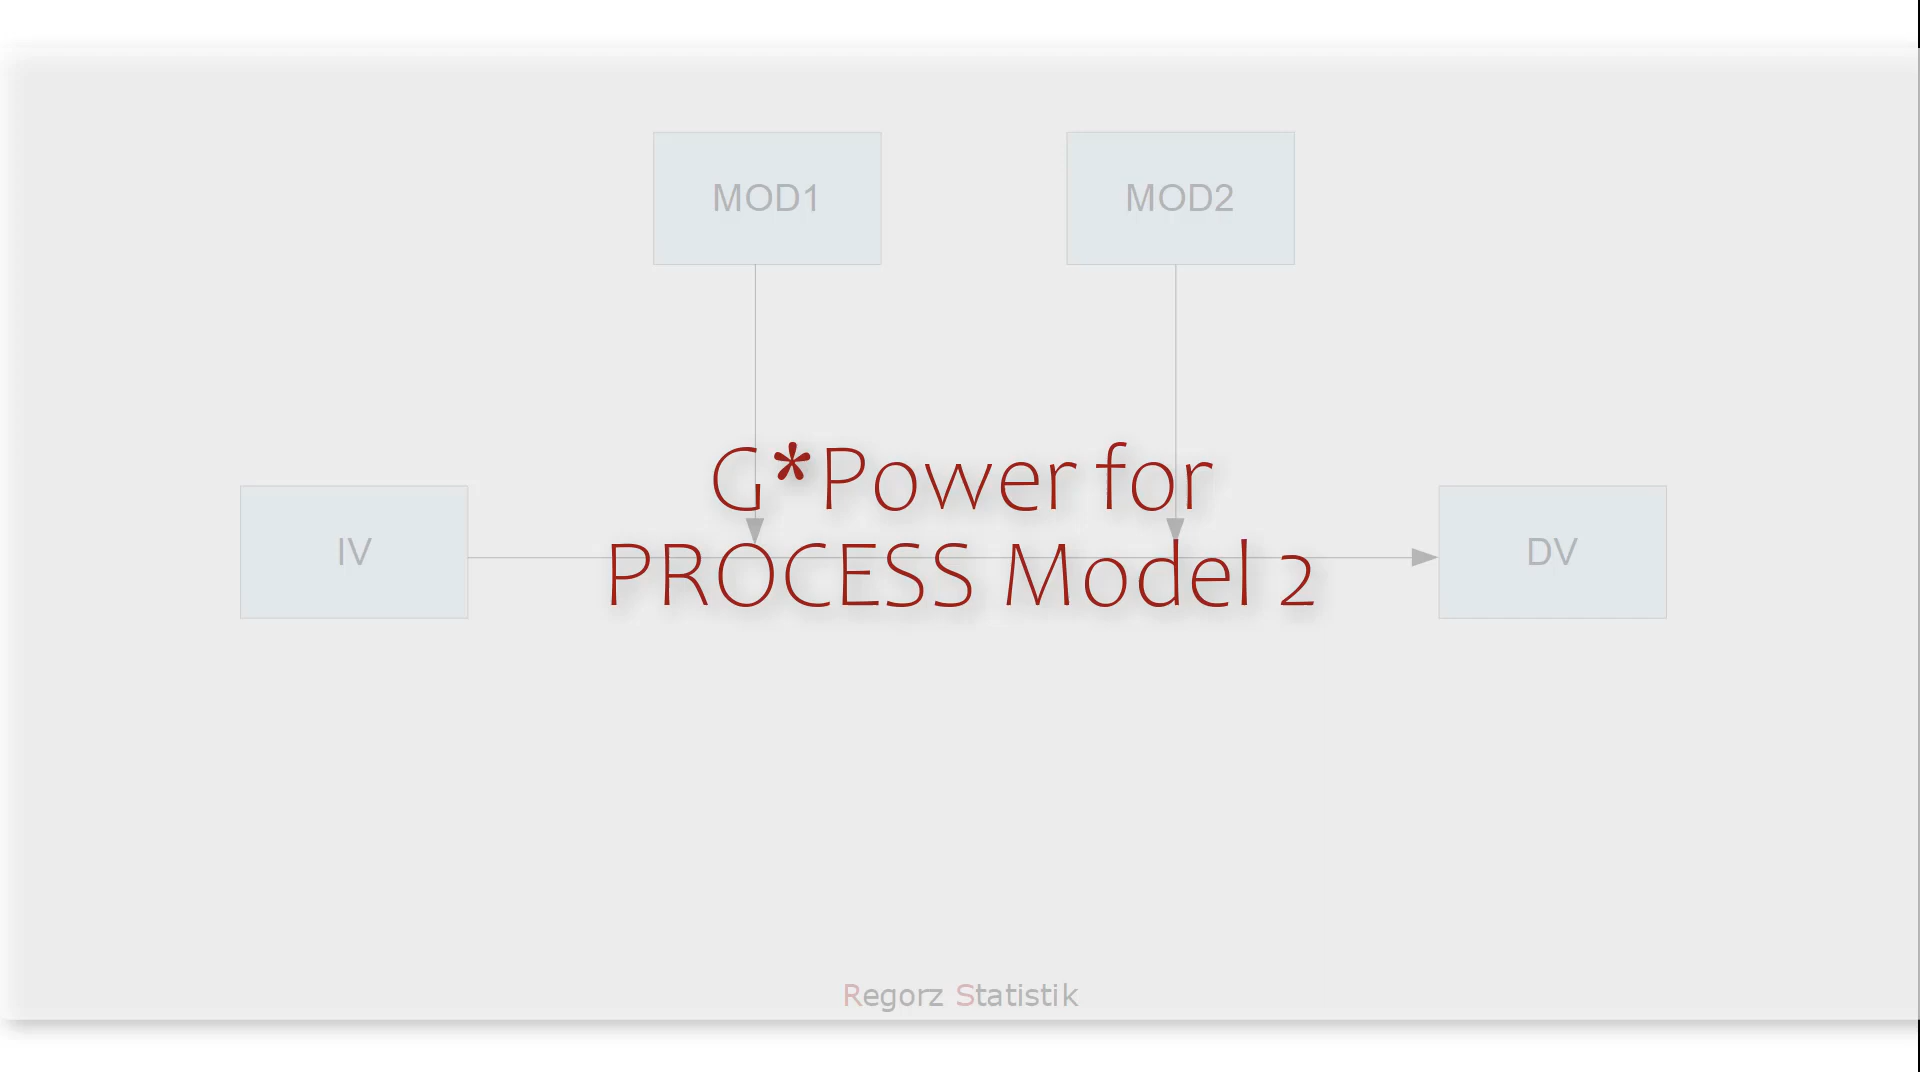 MOD1 MOD2
G*Power for
PROCESS Model 2
IV DV
Regorz Statistik